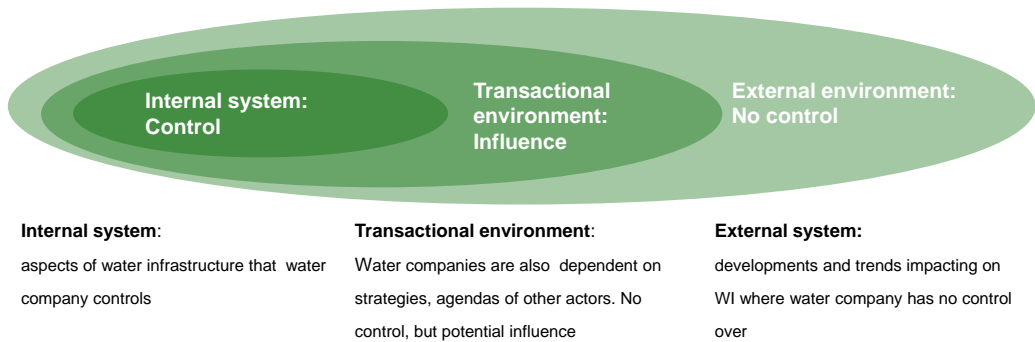 Internal system:
Control
Transactional
environment:
Influence
External environment:
No control
Internal system:
aspects of water infrastructure that water
company controls
Transactional environment:
Water companies are also dependent on
strategies, agendas of other actors. No
control, but potential influence
External system:
developments and trends impacting on
WI where water company has no control
over